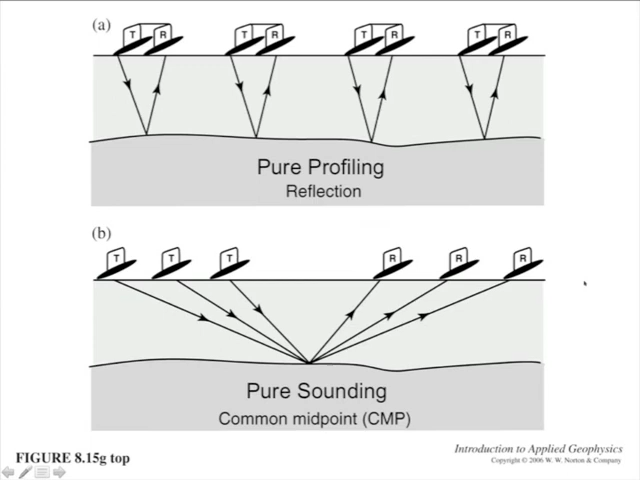 (a)
T R T R T R T R
Pure Profiling
Reflection
(b)
T T T R R R
Pure Sounding
Common midpoint (CMP)
FIGURE 8.15g top
Introduction to Applied Geophysics
Copyright © 2006 W. W. Norton & Company